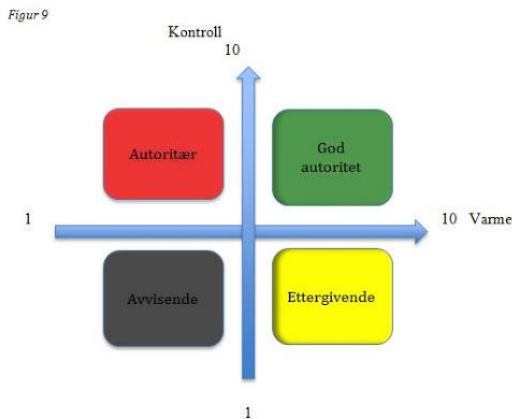 Figur 9
Kontroll
10
Autoritær
God
autoritet
1
10 Varme
Avvisende
Ettergivende
1